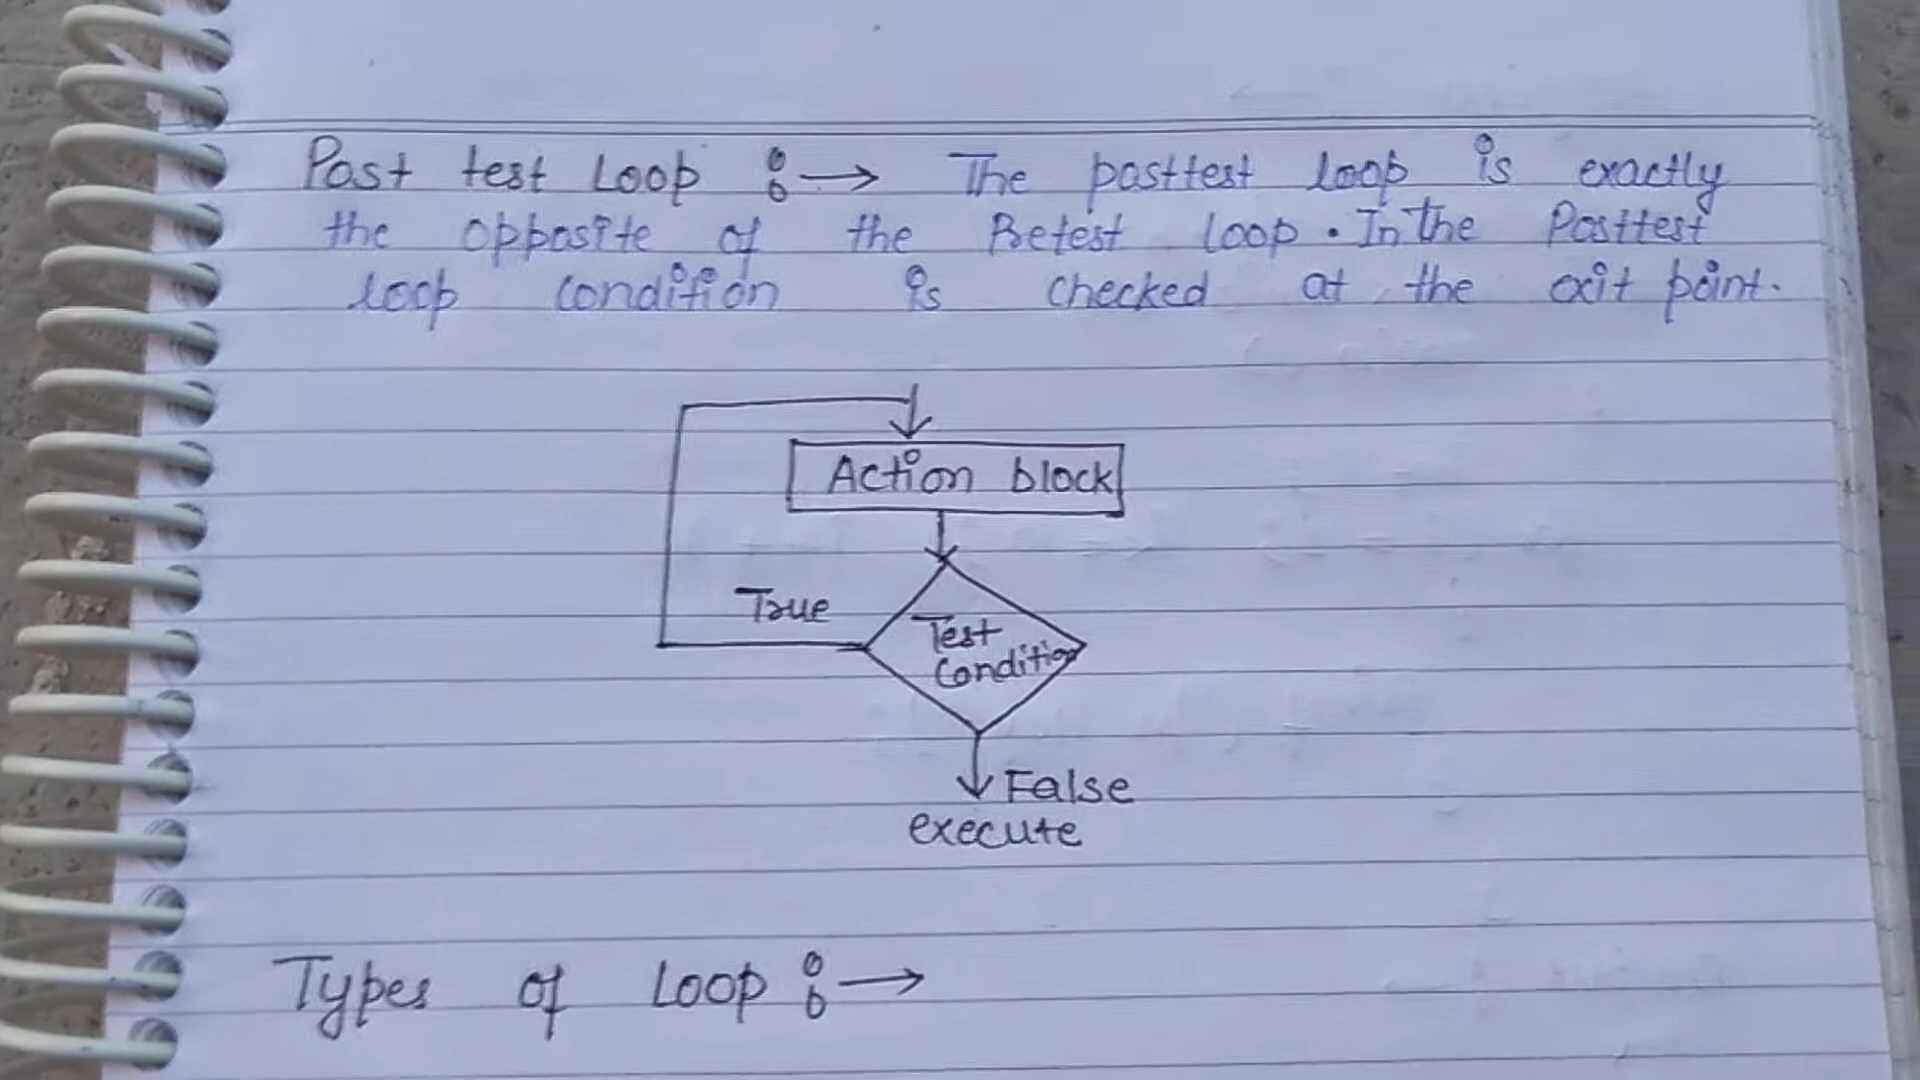 Post test Loop :→ The posttest loop is exactly
the opposite of the Pretest loop. In the Posttest
loop condition is checked at the exit point.
Action block
True
Test
Condition
False
execute
Types of Loop :→